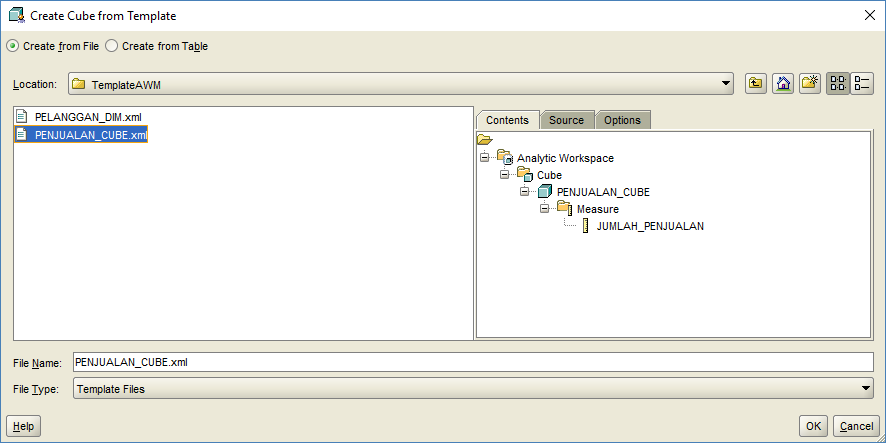 Create Cube from Template
Create from File Create from Table
Location: TemplateAWM
PELANGGAN_DIM.xml
PENJUALAN_CUBE.xml
Contents Source Options
Analytic Workspace
Cube
PENJUALAN_CUBE
Measure
JUMLAH_PENJUALAN
File Name: PENJUALAN_CUBE.xml
File Type: Template Files
Help OK Cancel